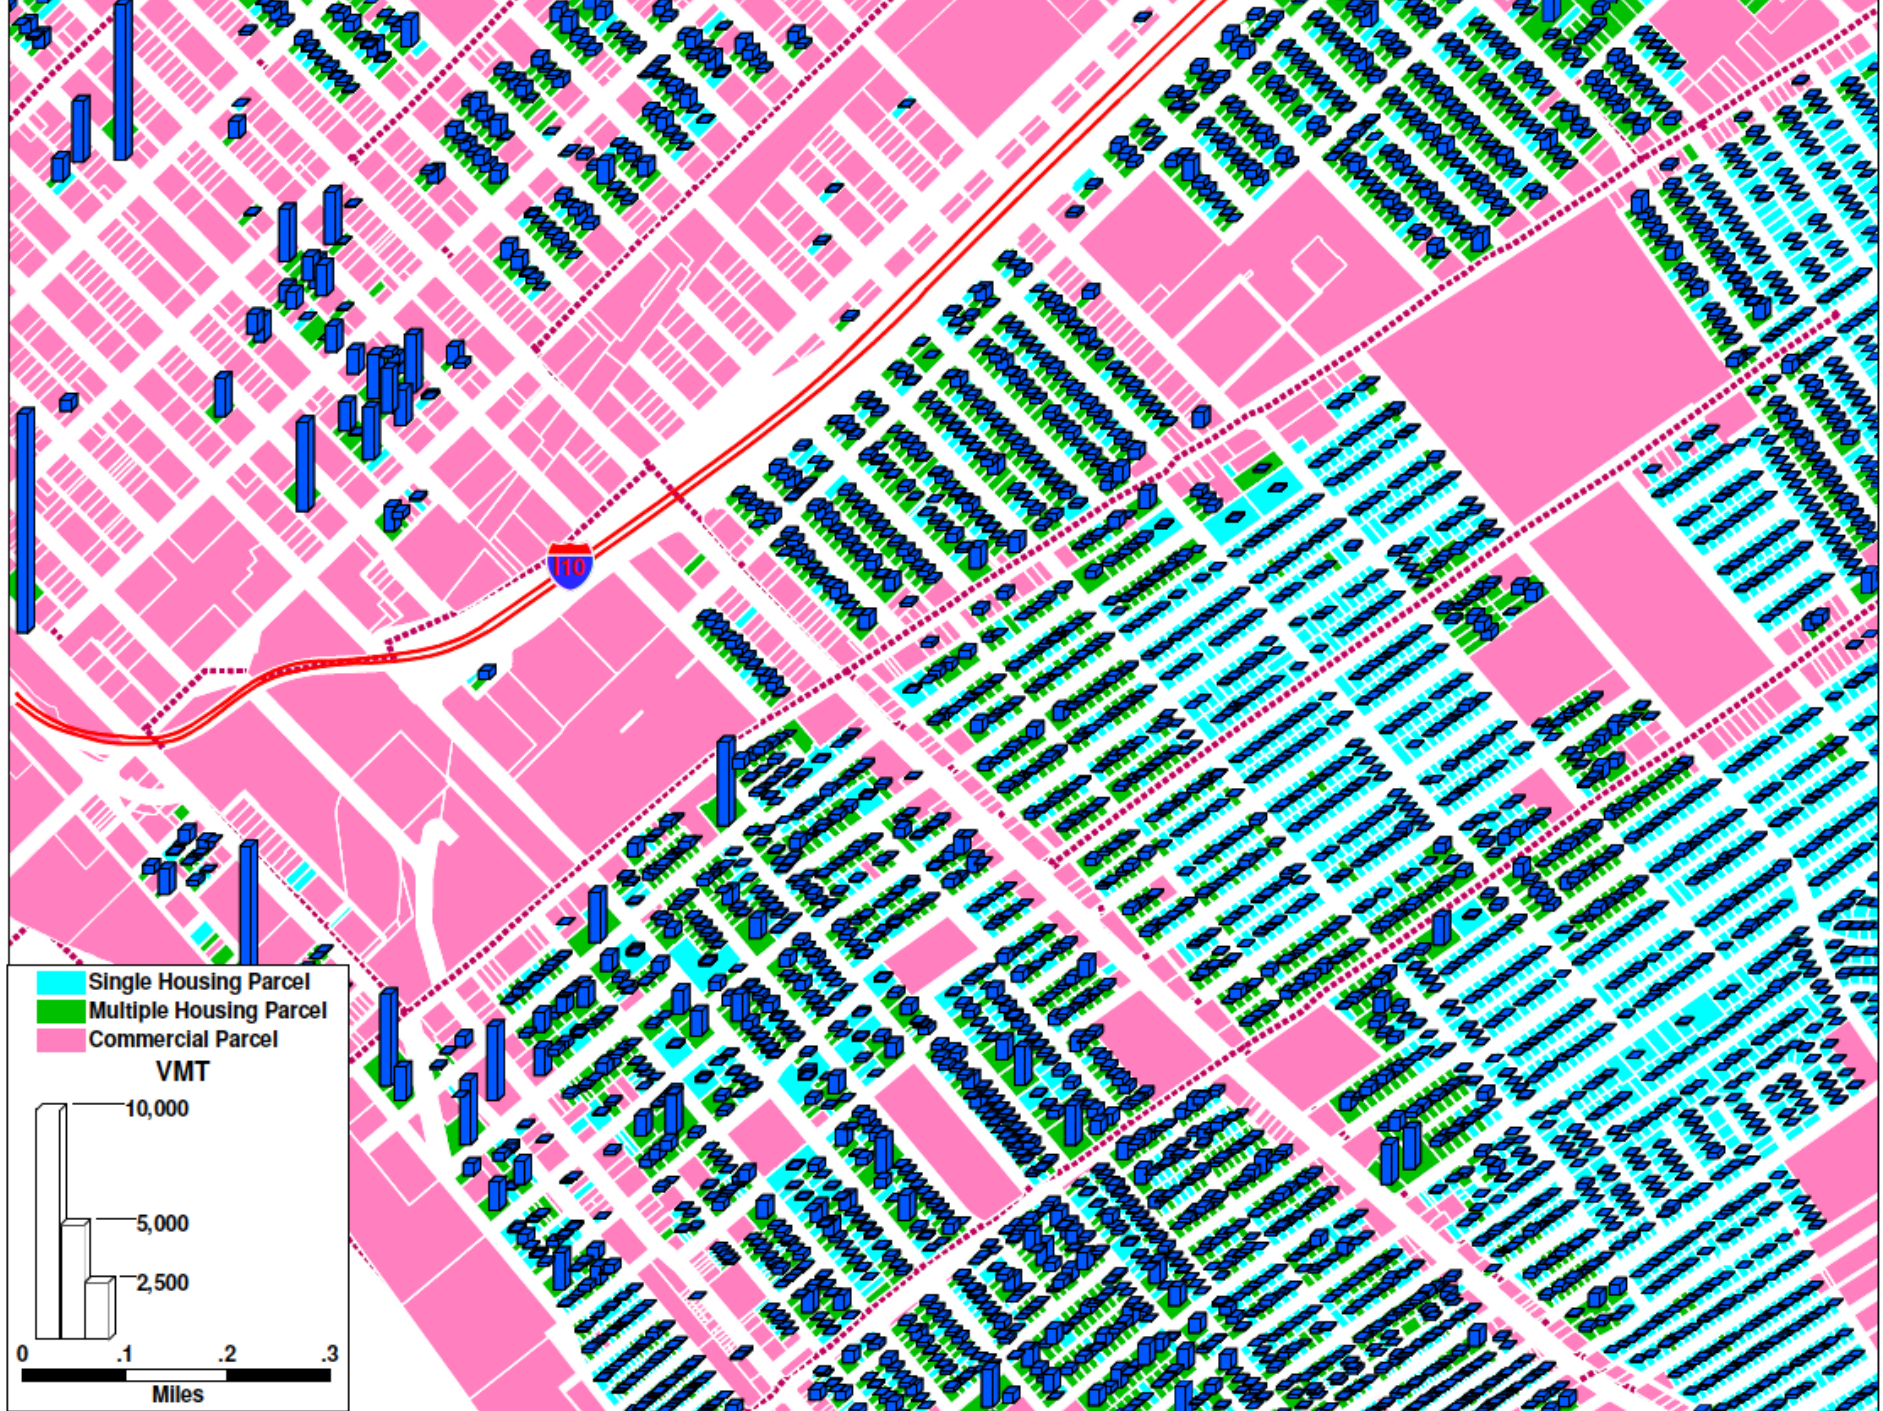 I10
Single Housing Parcel
Multiple Housing Parcel
Commercial Parcel
VMT
10,000
5,000
2,500
0 .1 .2 .3
Miles